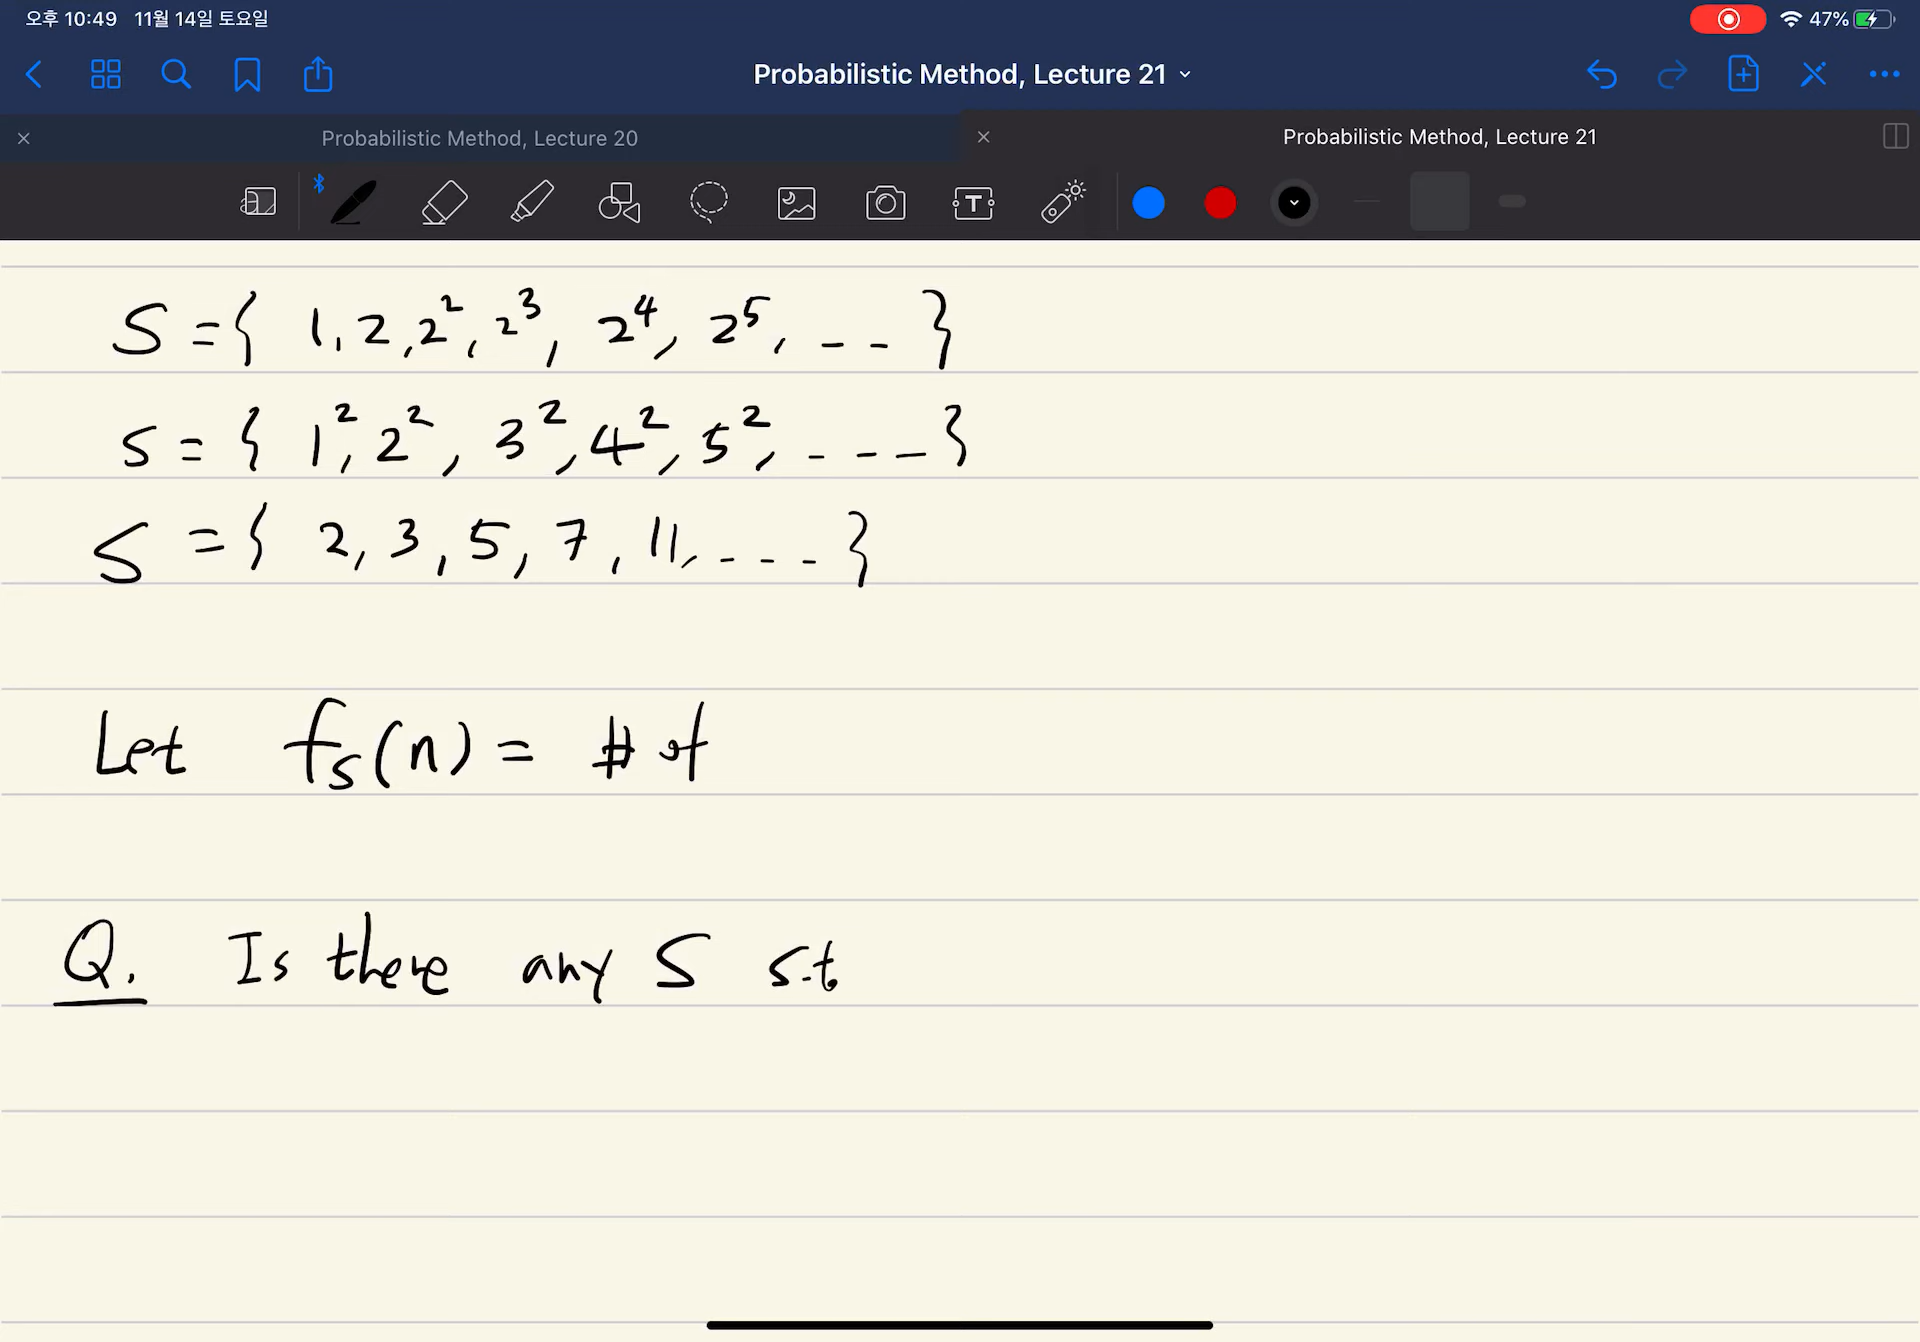 오후 10:49 11월 14일 토요일 47%
Probabilistic Method, Lecture 21
Probabilistic Method, Lecture 20
Probabilistic Method, Lecture 21
S = { 1, 2, 2², 2³, 2⁴, 2⁵, -- }
S = { 1², 2², 3², 4², 5², --- }
S = { 2, 3, 5, 7, 11, --- }
Let f_S(n) = # of
Q. Is there any S s.t.